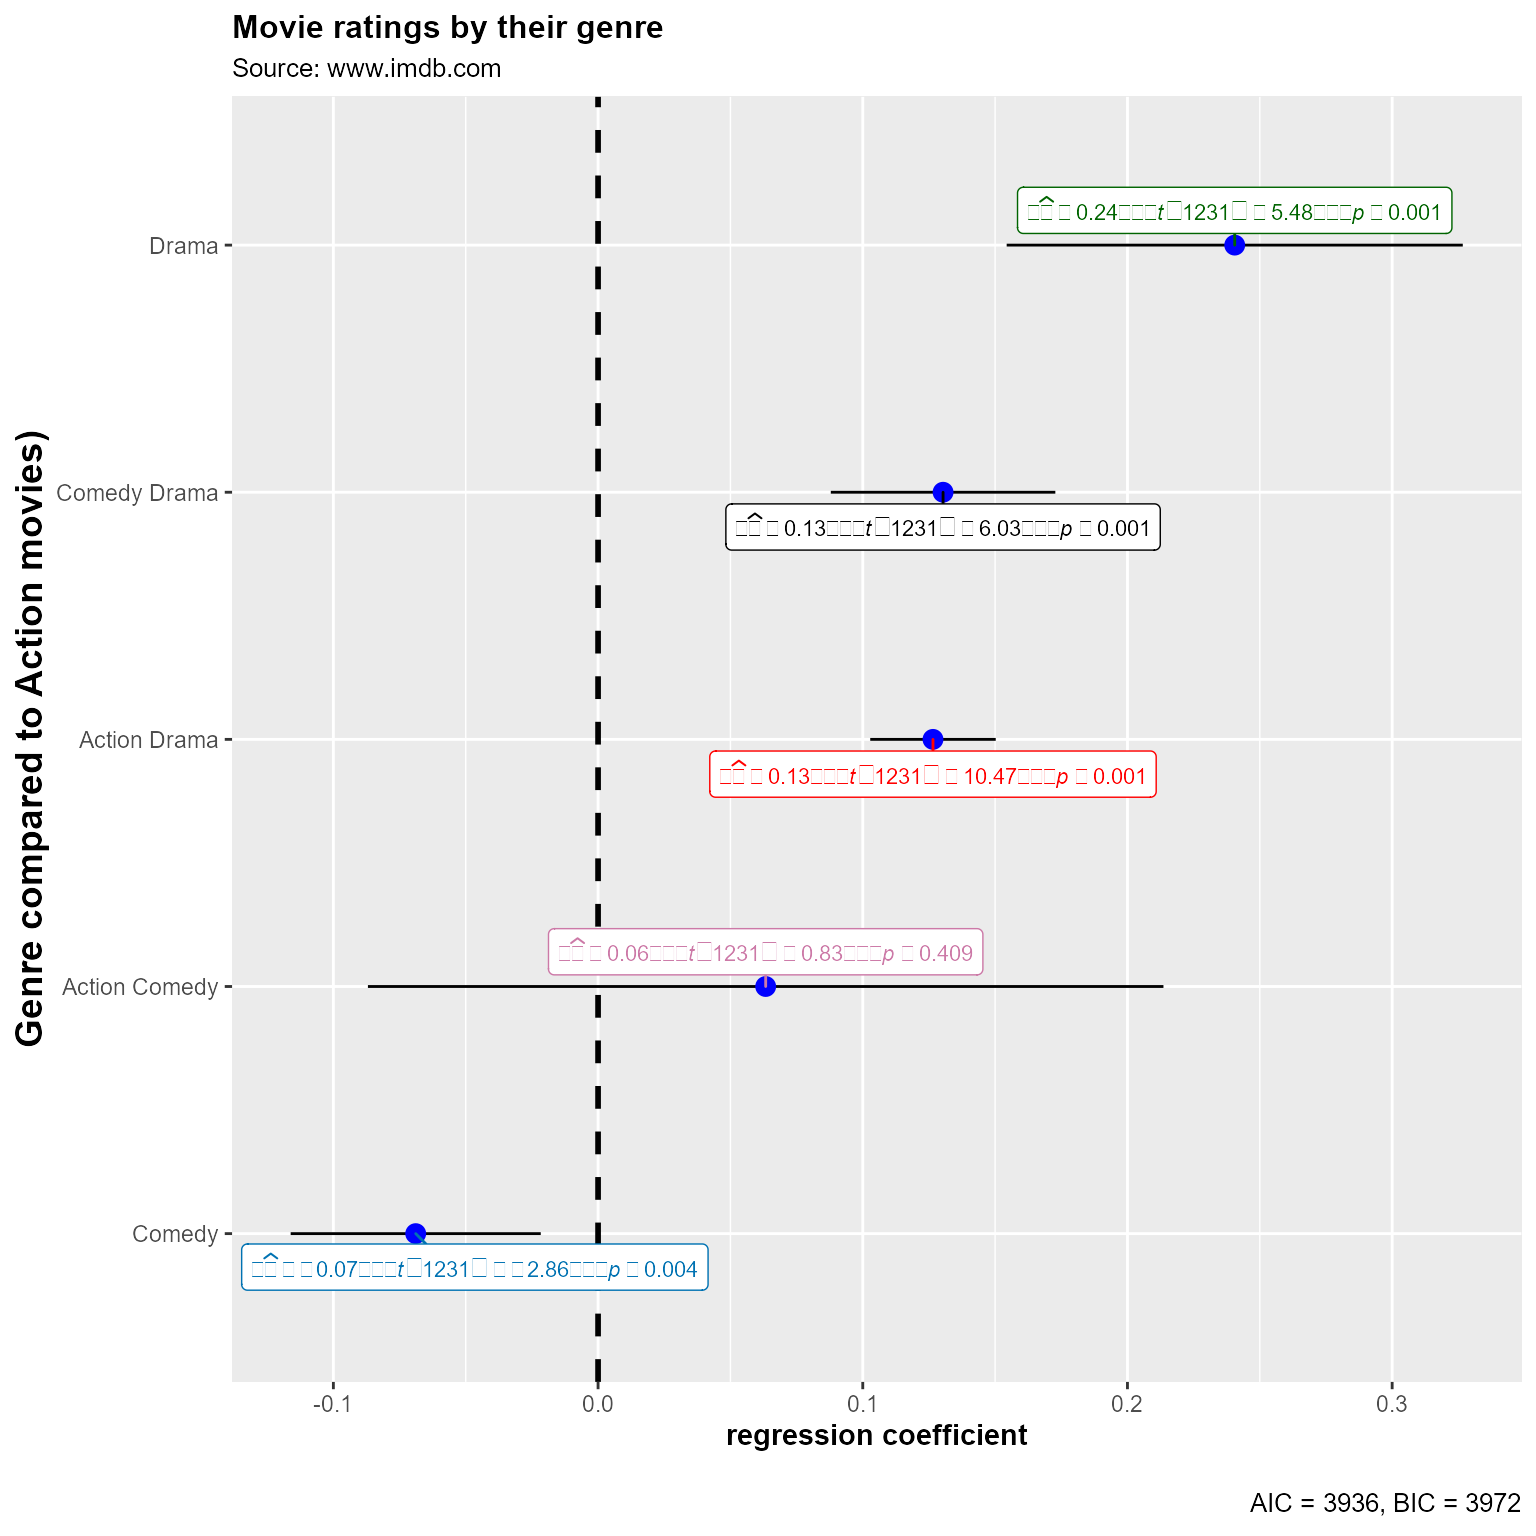 Movie ratings by their genre
Source: www.imdb.com
Genre compared to Action movies)
Drama
□□ □ 0.24□□□t□1231□ □ 5.48□□□p □ 0.001
Comedy Drama
□□ □ 0.13□□□t□1231□ □ 6.03□□□p □ 0.001
Action Drama
□□ □ 0.13□□□t□1231□ □ 10.47□□□p □ 0.001
Action Comedy
□□ □ 0.06□□□t□1231□ □ 0.83□□□p □ 0.409
Comedy
□□ □ □ 0.07□□□t□1231□ □ □ 2.86□□□p □ 0.004
-0.1 0.0 0.1 0.2 0.3
regression coefficient
AIC = 3936, BIC = 3972